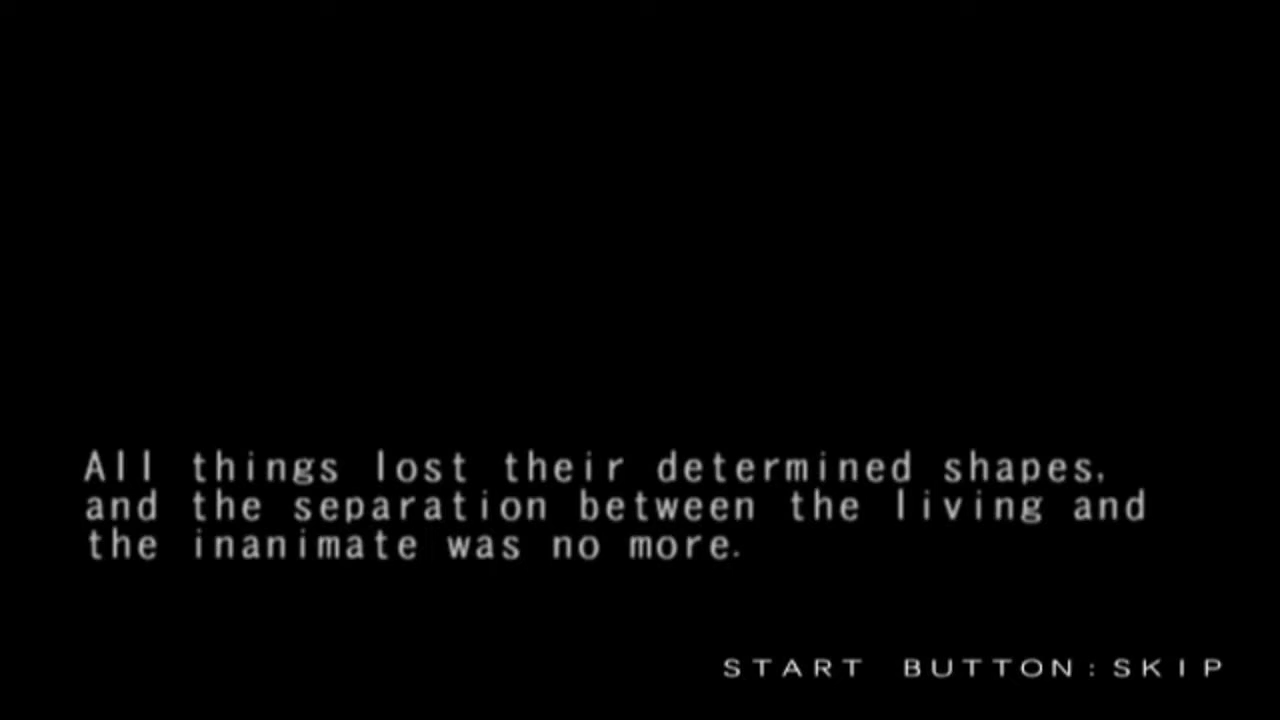 All things lost their determined shapes,
and the separation between the living and
the inanimate was no more.
START BUTTON:SKIP